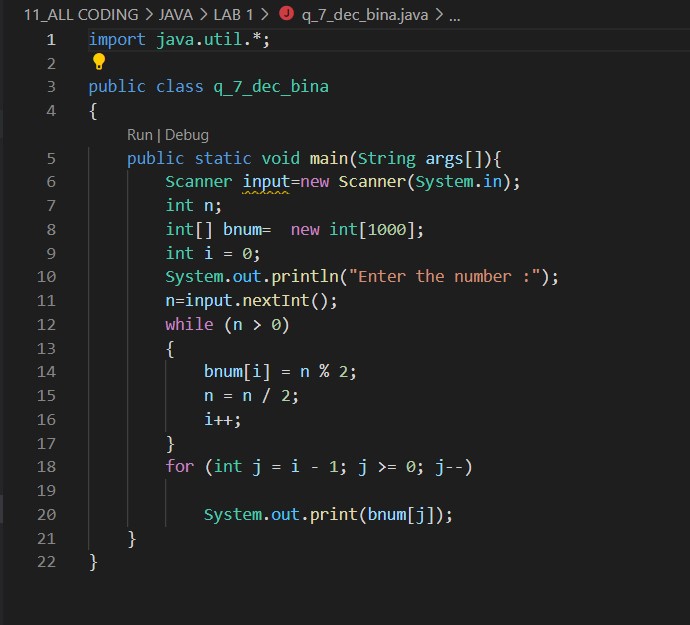 11_ALL CODING > JAVA > LAB 1 > J q_7_dec_bina.java > ...
1 import java.util.*;
2
3 public class q_7_dec_bina
4 {
Run | Debug
5 public static void main(String args[]){
6 Scanner input=new Scanner(System.in);
7 int n;
8 int[] bnum=  new int[1000];
9 int i = 0;
10 System.out.println("Enter the number :");
11 n=input.nextInt();
12 while (n > 0)
13 {
14 bnum[i] = n % 2;
15 n = n / 2;
16 i++;
17 }
18 for (int j = i - 1; j >= 0; j--)
19
20 System.out.print(bnum[j]);
21 }
22 }